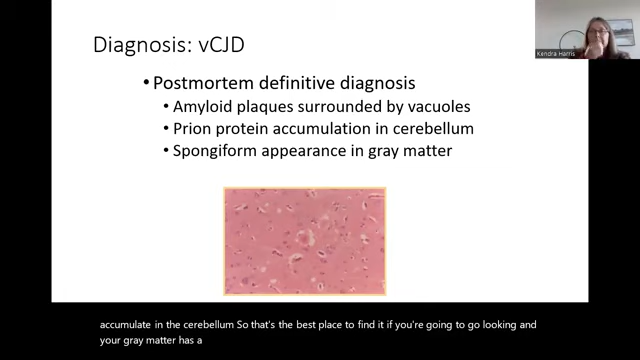 Diagnosis: vCJD
Kendra Harris
• Postmortem definitive diagnosis
• Amyloid plaques surrounded by vacuoles
• Prion protein accumulation in cerebellum
• Spongiform appearance in gray matter
accumulate in the cerebellum So that's the best place to find it if you're going to go looking and
your gray matter has a